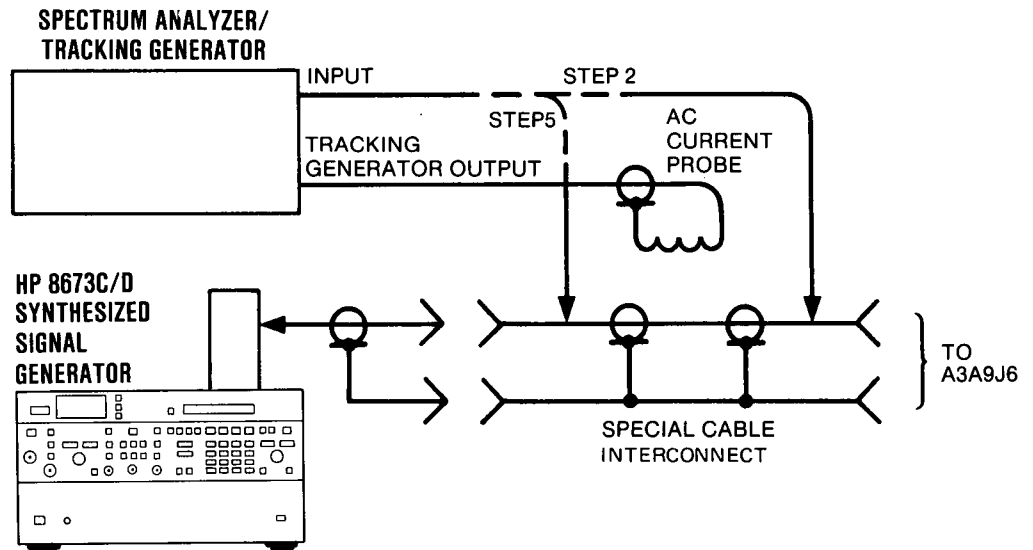 SPECTRUM ANALYZER/
TRACKING GENERATOR
INPUT
STEP 2
STEP5
AC
CURRENT
PROBE
TRACKING
GENERATOR OUTPUT
HP 8673C/D
SYNTHESIZED
SIGNAL
GENERATOR
TO
A3A9J6
SPECIAL CABLE
INTERCONNECT